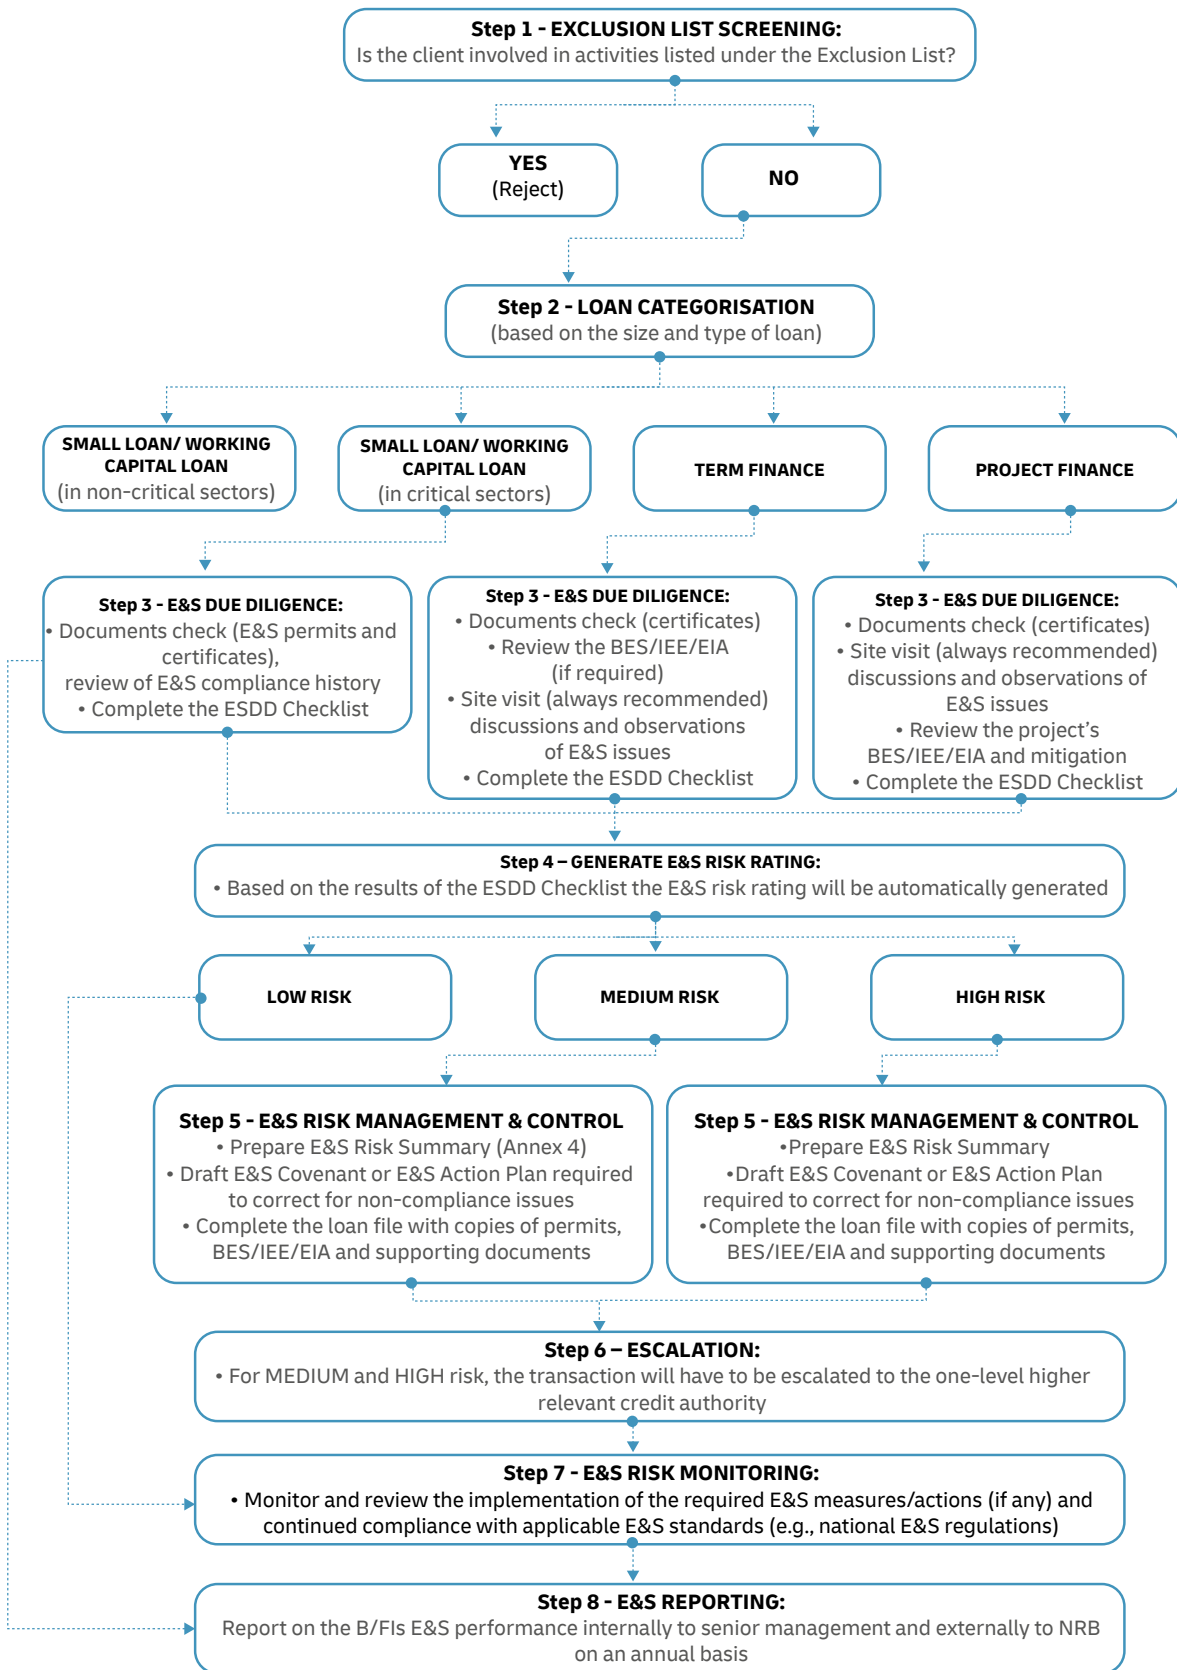 Step 1 - EXCLUSION LIST SCREENING:
Is the client involved in activities listed under the Exclusion List?
YES
(Reject)
NO
Step 2 - LOAN CATEGORISATION
(based on the size and type of loan)
SMALL LOAN/ WORKING
CAPITAL LOAN
(in non-critical sectors)
SMALL LOAN/ WORKING
CAPITAL LOAN
(in critical sectors)
TERM FINANCE
PROJECT FINANCE
Step 3 - E&S DUE DILIGENCE:
• Documents check (E&S permits and
certificates),
review of E&S compliance history
• Complete the ESDD Checklist
Step 3 - E&S DUE DILIGENCE:
• Documents check (certificates)
• Review the BES/IEE/EIA
(if required)
• Site visit (always recommended)
discussions and observations
of E&S issues
• Complete the ESDD Checklist
Step 3 - E&S DUE DILIGENCE:
• Documents check (certificates)
• Site visit (always recommended)
discussions and observations of
E&S issues
• Review the project's
BES/IEE/EIA and mitigation
• Complete the ESDD Checklist
Step 4 – GENERATE E&S RISK RATING:
• Based on the results of the ESDD Checklist the E&S risk rating will be automatically generated
LOW RISK
MEDIUM RISK
HIGH RISK
Step 5 - E&S RISK MANAGEMENT & CONTROL
• Prepare E&S Risk Summary (Annex 4)
• Draft E&S Covenant or E&S Action Plan required
to correct for non-compliance issues
• Complete the loan file with copies of permits,
BES/IEE/EIA and supporting documents
Step 5 - E&S RISK MANAGEMENT & CONTROL
•Prepare E&S Risk Summary
•Draft E&S Covenant or E&S Action Plan
required to correct for non-compliance issues
•Complete the loan file with copies of permits,
BES/IEE/EIA and supporting documents
Step 6 – ESCALATION:
• For MEDIUM and HIGH risk, the transaction will have to be escalated to the one-level higher
relevant credit authority
Step 7 - E&S RISK MONITORING:
• Monitor and review the implementation of the required E&S measures/actions (if any) and
continued compliance with applicable E&S standards (e.g., national E&S regulations)
Step 8 - E&S REPORTING:
Report on the B/FIs E&S performance internally to senior management and externally to NRB
on an annual basis